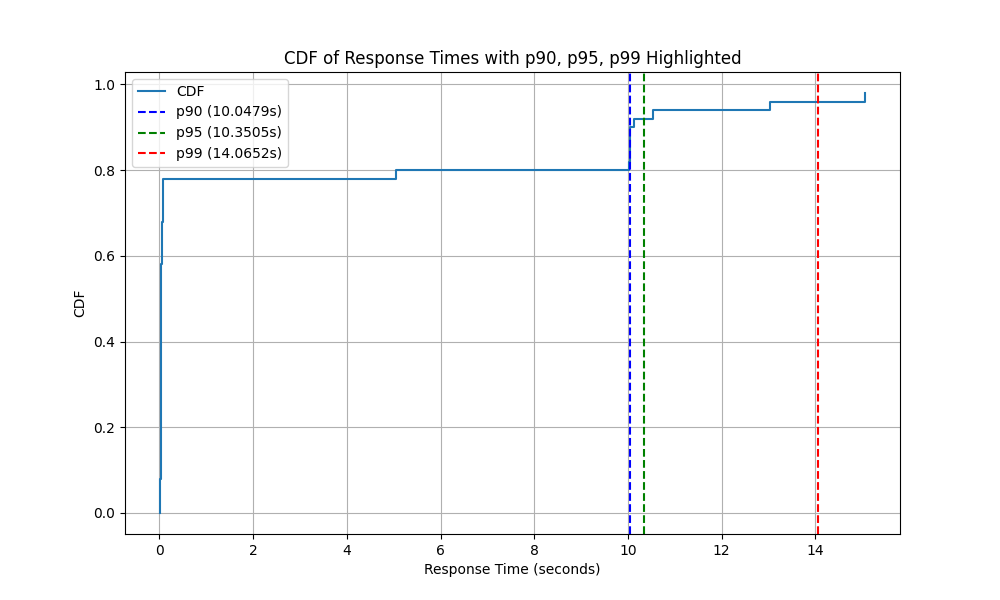 CDF of Response Times with p90, p95, p99 Highlighted
CDF
p90 (10.0479s)
p95 (10.3505s)
p99 (14.0652s)
1.0
0.8
0.6
0.4
0.2
0.0
CDF
0 2 4 6 8 10 12 14
Response Time (seconds)